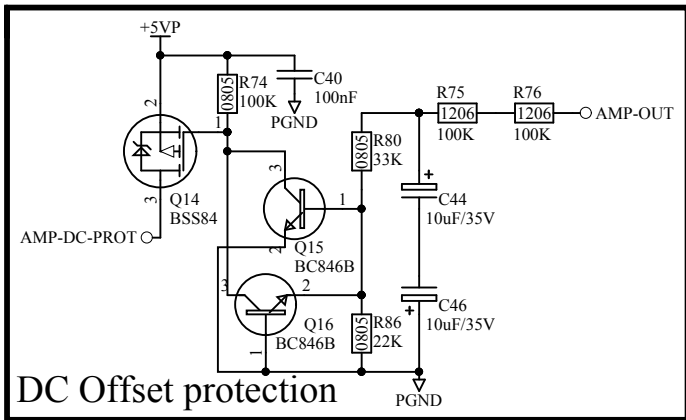 +5VP
R74
0805
100K
C40
100nF
PGND
2
1
3
Q14
BSS84
AMP-DC-PROT
R75
1206
100K
R76
1206
100K
AMP-OUT
R80
0805
33K
+
C44
10uF/35V
3
1
2
Q15
BC846B
3
2
1
Q16
BC846B
R86
0805
22K
C46
10uF/35V
+
PGND
DC Offset protection